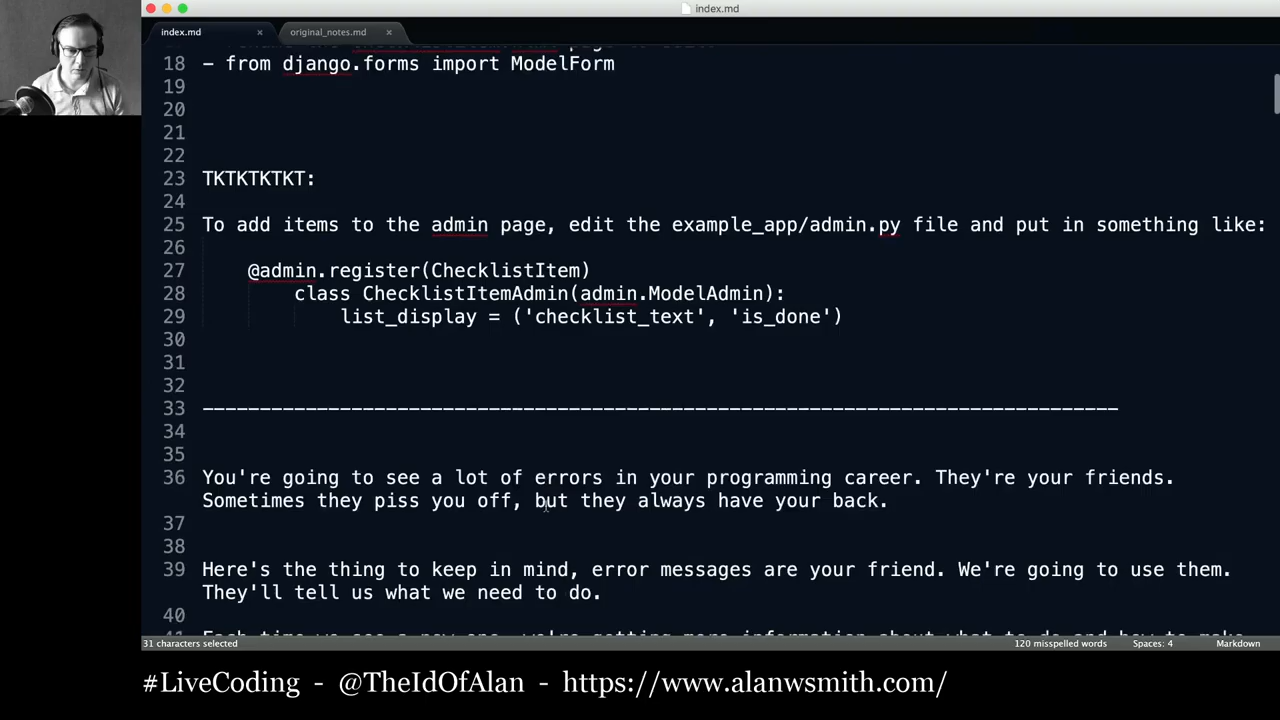 index.md
index.md
original_notes.md
18 - from django.forms import ModelForm
19
20
21
22
23 TKTKTKTKT:
24
25 To add items to the admin page, edit the example_app/admin.py file and put in something like:
26
27 @admin.register(ChecklistItem)
28 class ChecklistItemAdmin(admin.ModelAdmin):
29 list_display = ('checklist_text', 'is_done')
30
31
32
33 --------------------------------------------------------------------------------
34
35
36 You're going to see a lot of errors in your programming career. They're your friends.
Sometimes they piss you off, but they always have your back.
37
38
39 Here's the thing to keep in mind, error messages are your friend. We're going to use them.
They'll tell us what we need to do.
40
31 characters selected
120 misspelled words
Spaces: 4
Markdown
#LiveCoding - @TheIdOfAlan - https://www.alanwsmith.com/